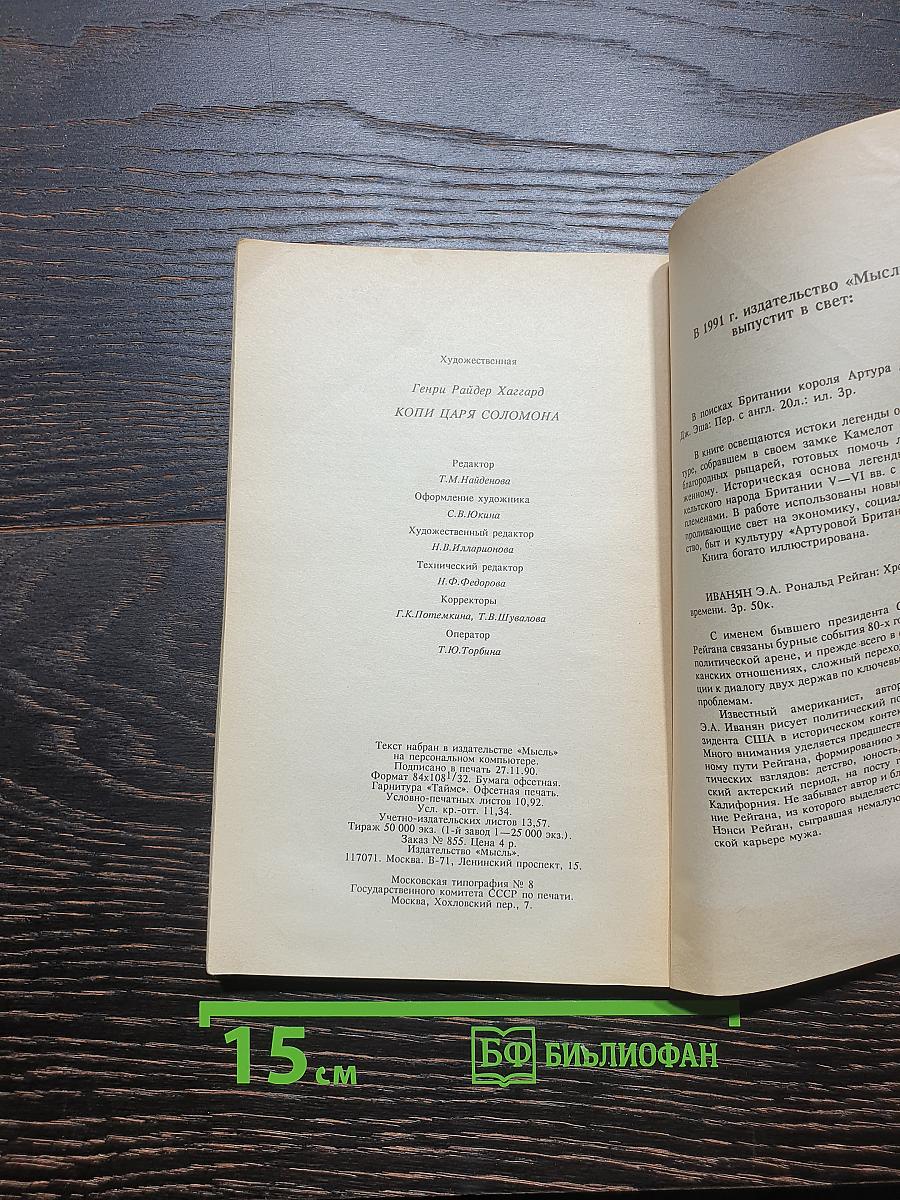 Художественная
Генри Райдер Хаггард
КОПИ ЦАРЯ СОЛОМОНА
Редактор
Т.М.Найденова
Оформление художника
С.В.Юкина
Художественный редактор
Н.В.Илларионова
Технический редактор
Н.Ф.Федорова
Корректоры
Г.К.Потемкина, Т.В.Шувалова
Оператор
Т.Ю.Торбина
Текст набран в издательстве «Мысль»
на персональном компьютере.
Подписано в печать 27.11.90.
Формат 84х108 1/32. Бумага офсетная.
Гарнитура «Таймс». Офсетная печать.
Условно-печатных листов 10,92.
Усл. кр.-отт. 11,34.
Учетно-издательских листов 13,57.
Тираж 50 000 экз. (1-й завод 1—25 000 экз.).
Заказ № 855. Цена 4 р.
Издательство «Мысль».
117071. Москва. В-71, Ленинский проспект, 15.
Московская типография № 8
Государственного комитета СССР по печати.
Москва, Хохловский пер., 7.
В 1991 г. издательство «Мысл
выпустит в свет:
В поисках Британии короля Артура
Дж. Эша: Пер. с англ. 20л.: ил. 3р.
В книге освещаются истоки легенды о
туре, собравшем в своем замке Камелот
благородных рыцарей, готовых помочь
женному. Историческая основа легенд
кельтского народа Британии V—VI вв. с
племенами. В работе использованы новы
проливающие свет на экономику, социал
ство, быт и культуру «Артуровой Британ
Книга богато иллюстрирована.
ИВАНЯН Э.А. Рональд Рейган: Хро
времени. 3р. 50к.
С именем бывшего президента С
Рейгана связаны бурные события 80-х го
политической арене, и прежде всего в
канских отношениях, сложный переход
ции к диалогу двух держав по ключевы
проблемам.
Известный американист, автор
Э.А. Иванян рисует политический по
зидента США в историческом контек
Много внимания уделяется предшеств
ному пути Рейгана, формированию
тических взглядов: детство, юность,
ский актерский период, на посту г
Калифорния. Не забывает автор и бл
ние Рейгана, из которого выделяется
Нэнси Рейган, сыгравшая немалую
ской карьере мужа.
15 см
БФ БИБЛИОФАН